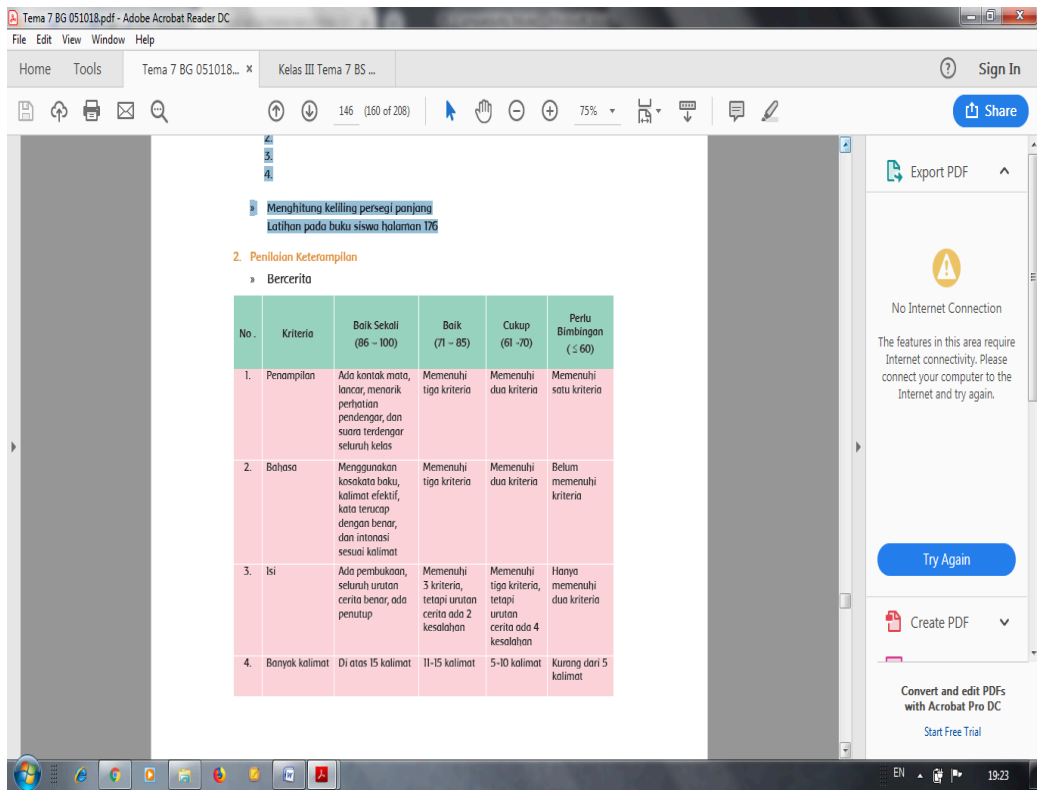 Tema 7 BG 051018.pdf - Adobe Acrobat Reader DC
File Edit View Window Help
Home Tools Tema 7 BG 051018... × Kelas III Tema 7 BS ... Sign In
146 (160 of 208) 75% Share
2.
3.
4.
» Menghitung keliling persegi panjang
Latihan pada buku siswa halaman 176
2. Penilaian Keterampilan
» Bercerita
No. Kriteria Baik Sekali (86 – 100) Baik (71 – 85) Cukup (61 -70) Perlu Bimbingan ( ≤ 60)
1. Penampilan Ada kontak mata, Memenuhi Memenuhi Memenuhi
lancar, menarik tiga kriteria dua kriteria satu kriteria
perhatian
pendengar, dan
suara terdengar
seluruh kelas
2. Bahasa Menggunakan Memenuhi Memenuhi Belum
kosakata baku, tiga kriteria dua kriteria memenuhi
kalimat efektif, kriteria
kata terucap
dengan benar,
dan intonasi
sesuai kalimat
3. Isi Ada pembukaan, Memenuhi Memenuhi Hanya
seluruh urutan 3 kriteria, tiga kriteria, memenuhi
cerita benar, ada tetapi urutan tetapi dua kriteria
penutup cerita ada 2 urutan
kesalahan cerita ada 4
kesalahan
4. Banyak kalimat Di atas 15 kalimat 11-15 kalimat 5-10 kalimat Kurang dari 5
kalimat
Export PDF
No Internet Connection
The features in this area require
Internet connectivity. Please
connect your computer to the
Internet and try again.
Try Again
Create PDF
Convert and edit PDFs
with Acrobat Pro DC
Start Free Trial
EN 19:23